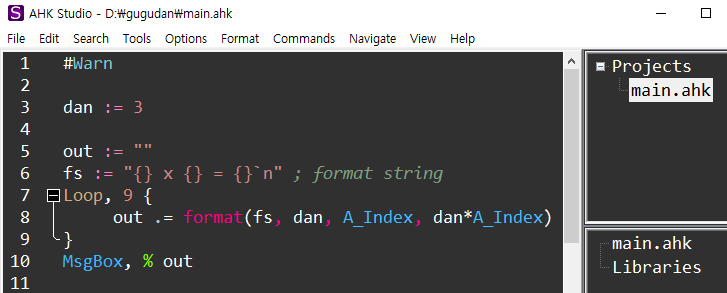 AHK Studio - D:₩gugudan₩main.ahk
File Edit Search Tools Options Format Commands Navigate View Help
1 #Warn
2
3 dan := 3
4
5 out := ""
6 fs := "{} x {} = {}`n" ; format string
7 Loop, 9 {
8 out .= format(fs, dan, A_Index, dan*A_Index)
9 }
10 MsgBox, % out
11
Projects
main.ahk
main.ahk
Libraries